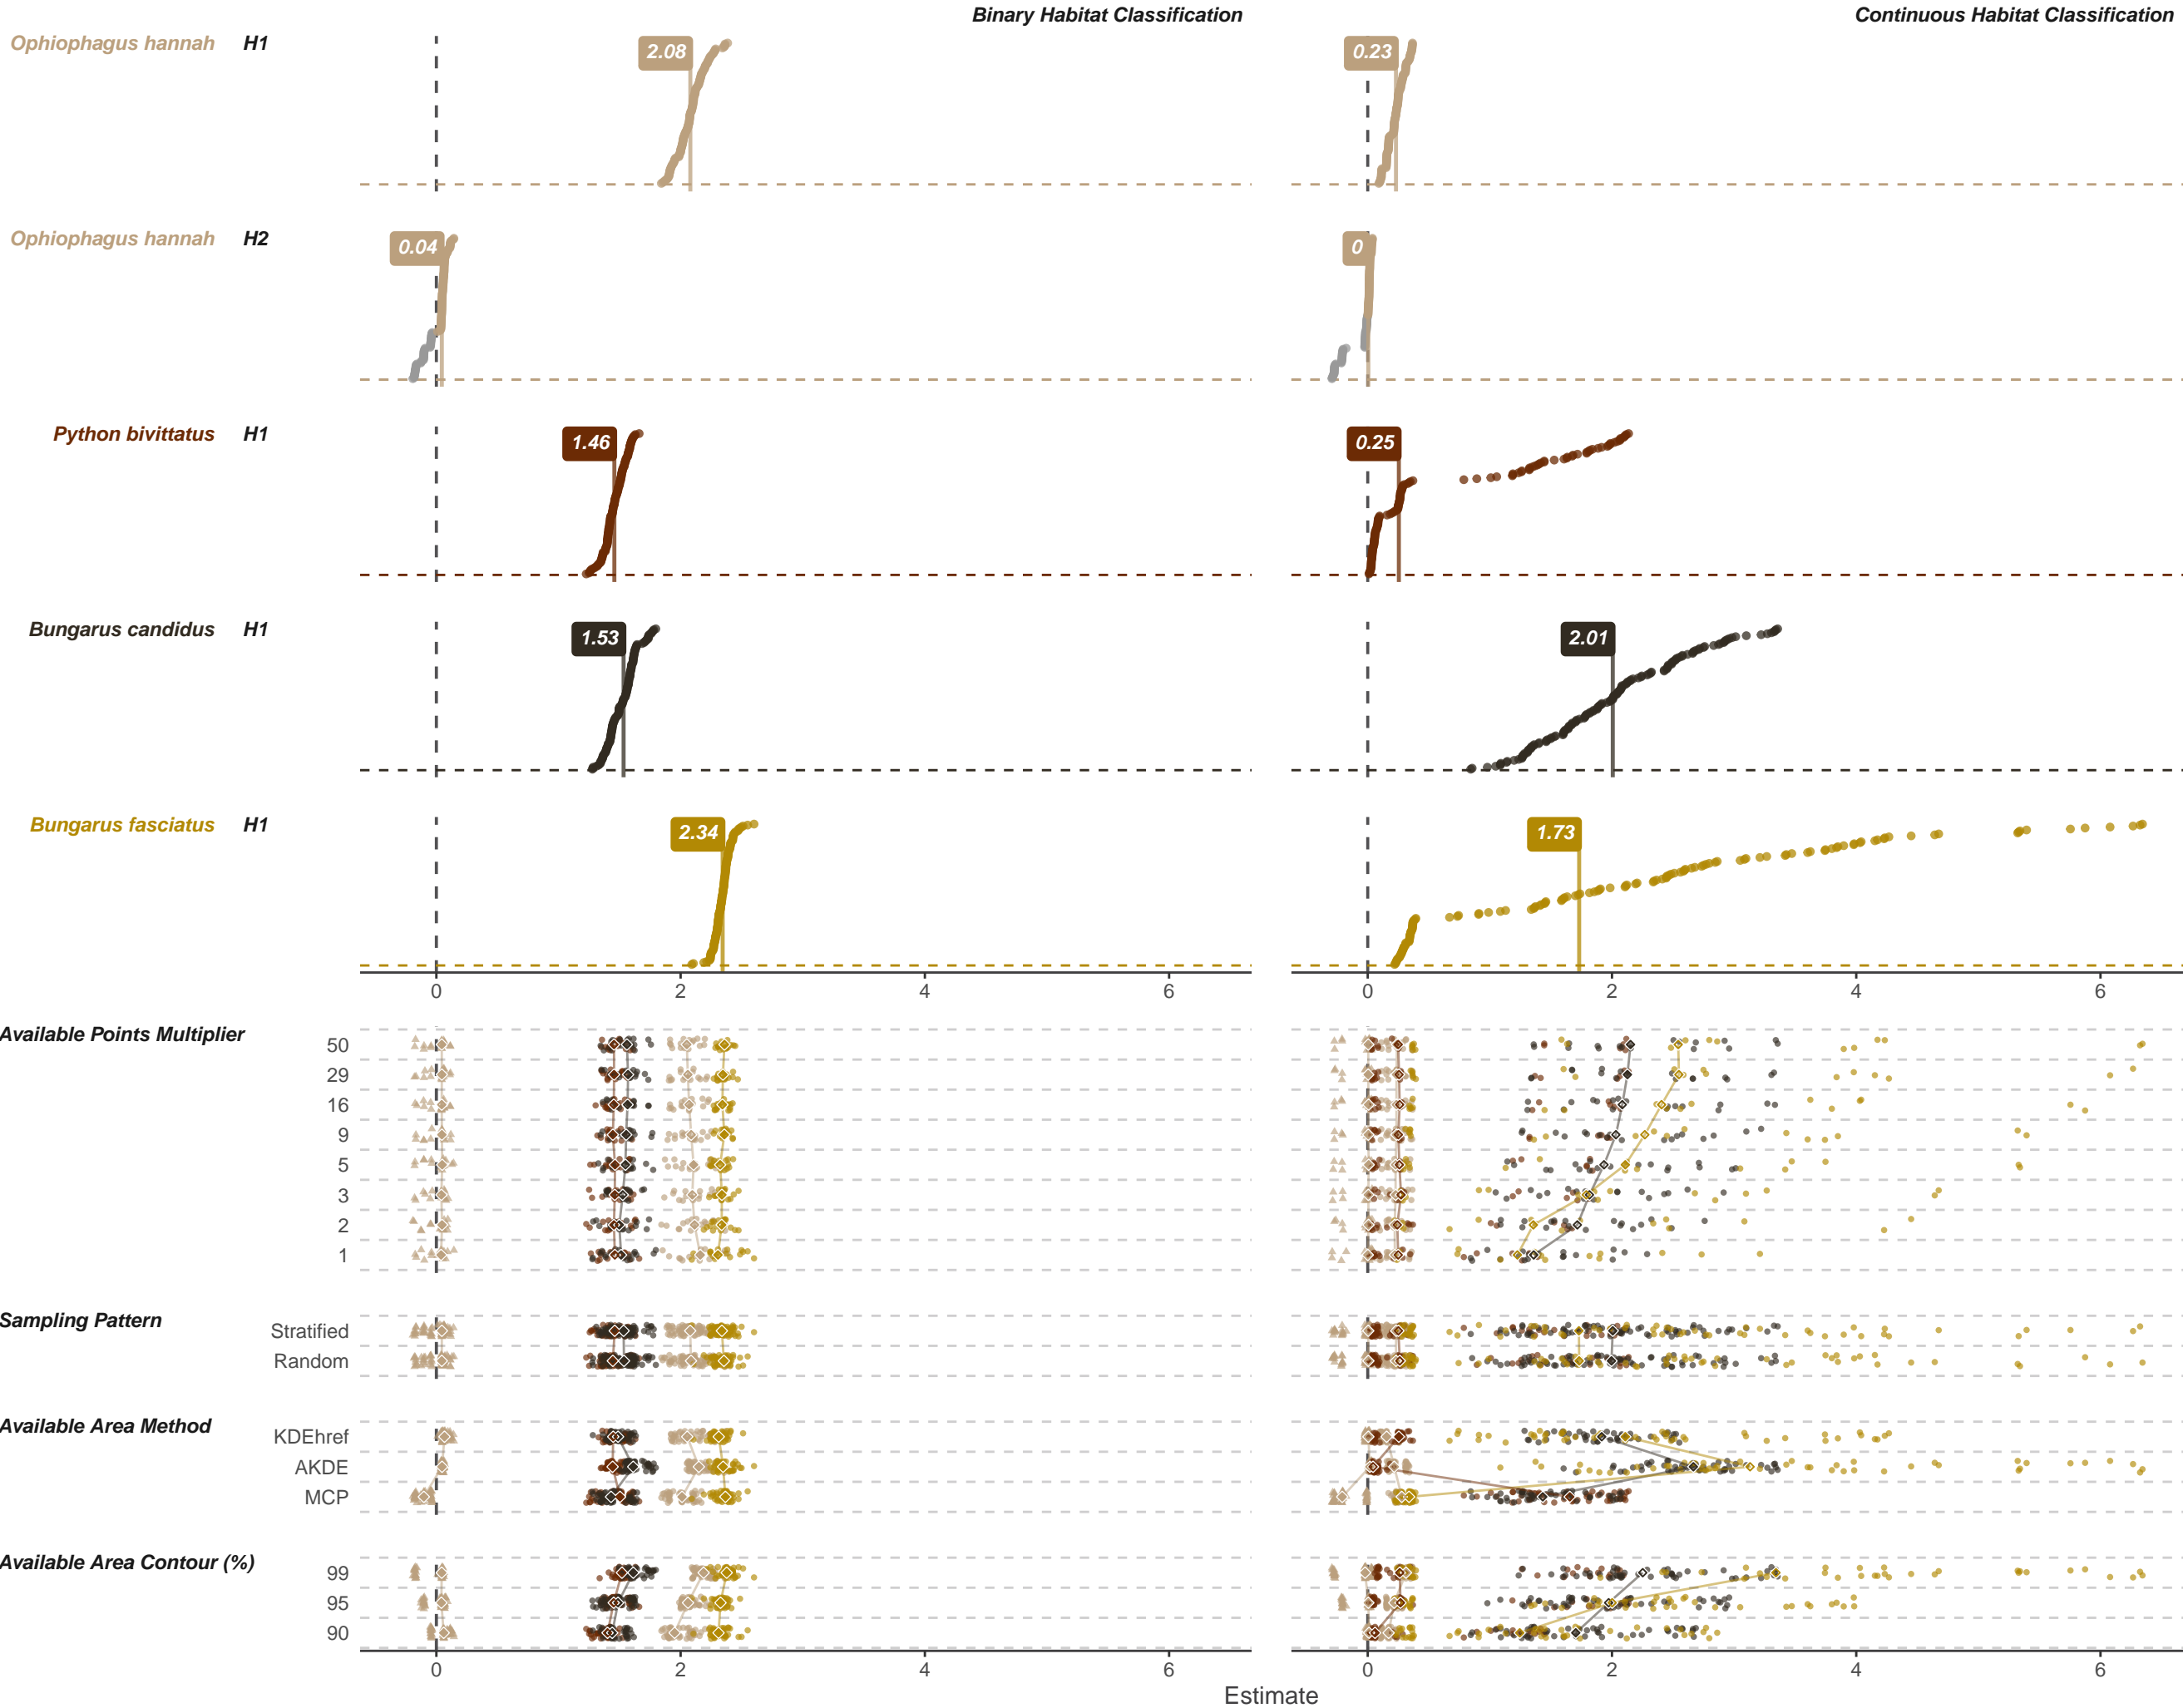 Binary Habitat Classification
Continuous Habitat Classification
Ophiophagus hannah H1
2.08
0.23
Ophiophagus hannah H2
0.04
0
Python bivittatus H1
1.46
0.25
Bungarus candidus H1
1.53
2.01
Bungarus fasciatus H1
2.34
1.73
0 2 4 6
0 2 4 6
Available Points Multiplier
50
29
16
9
5
3
2
1
Sampling Pattern
Stratified
Random
Available Area Method
KDEhref
AKDE
MCP
Available Area Contour (%)
99
95
90
0 2 4 6
0 2 4 6
Estimate